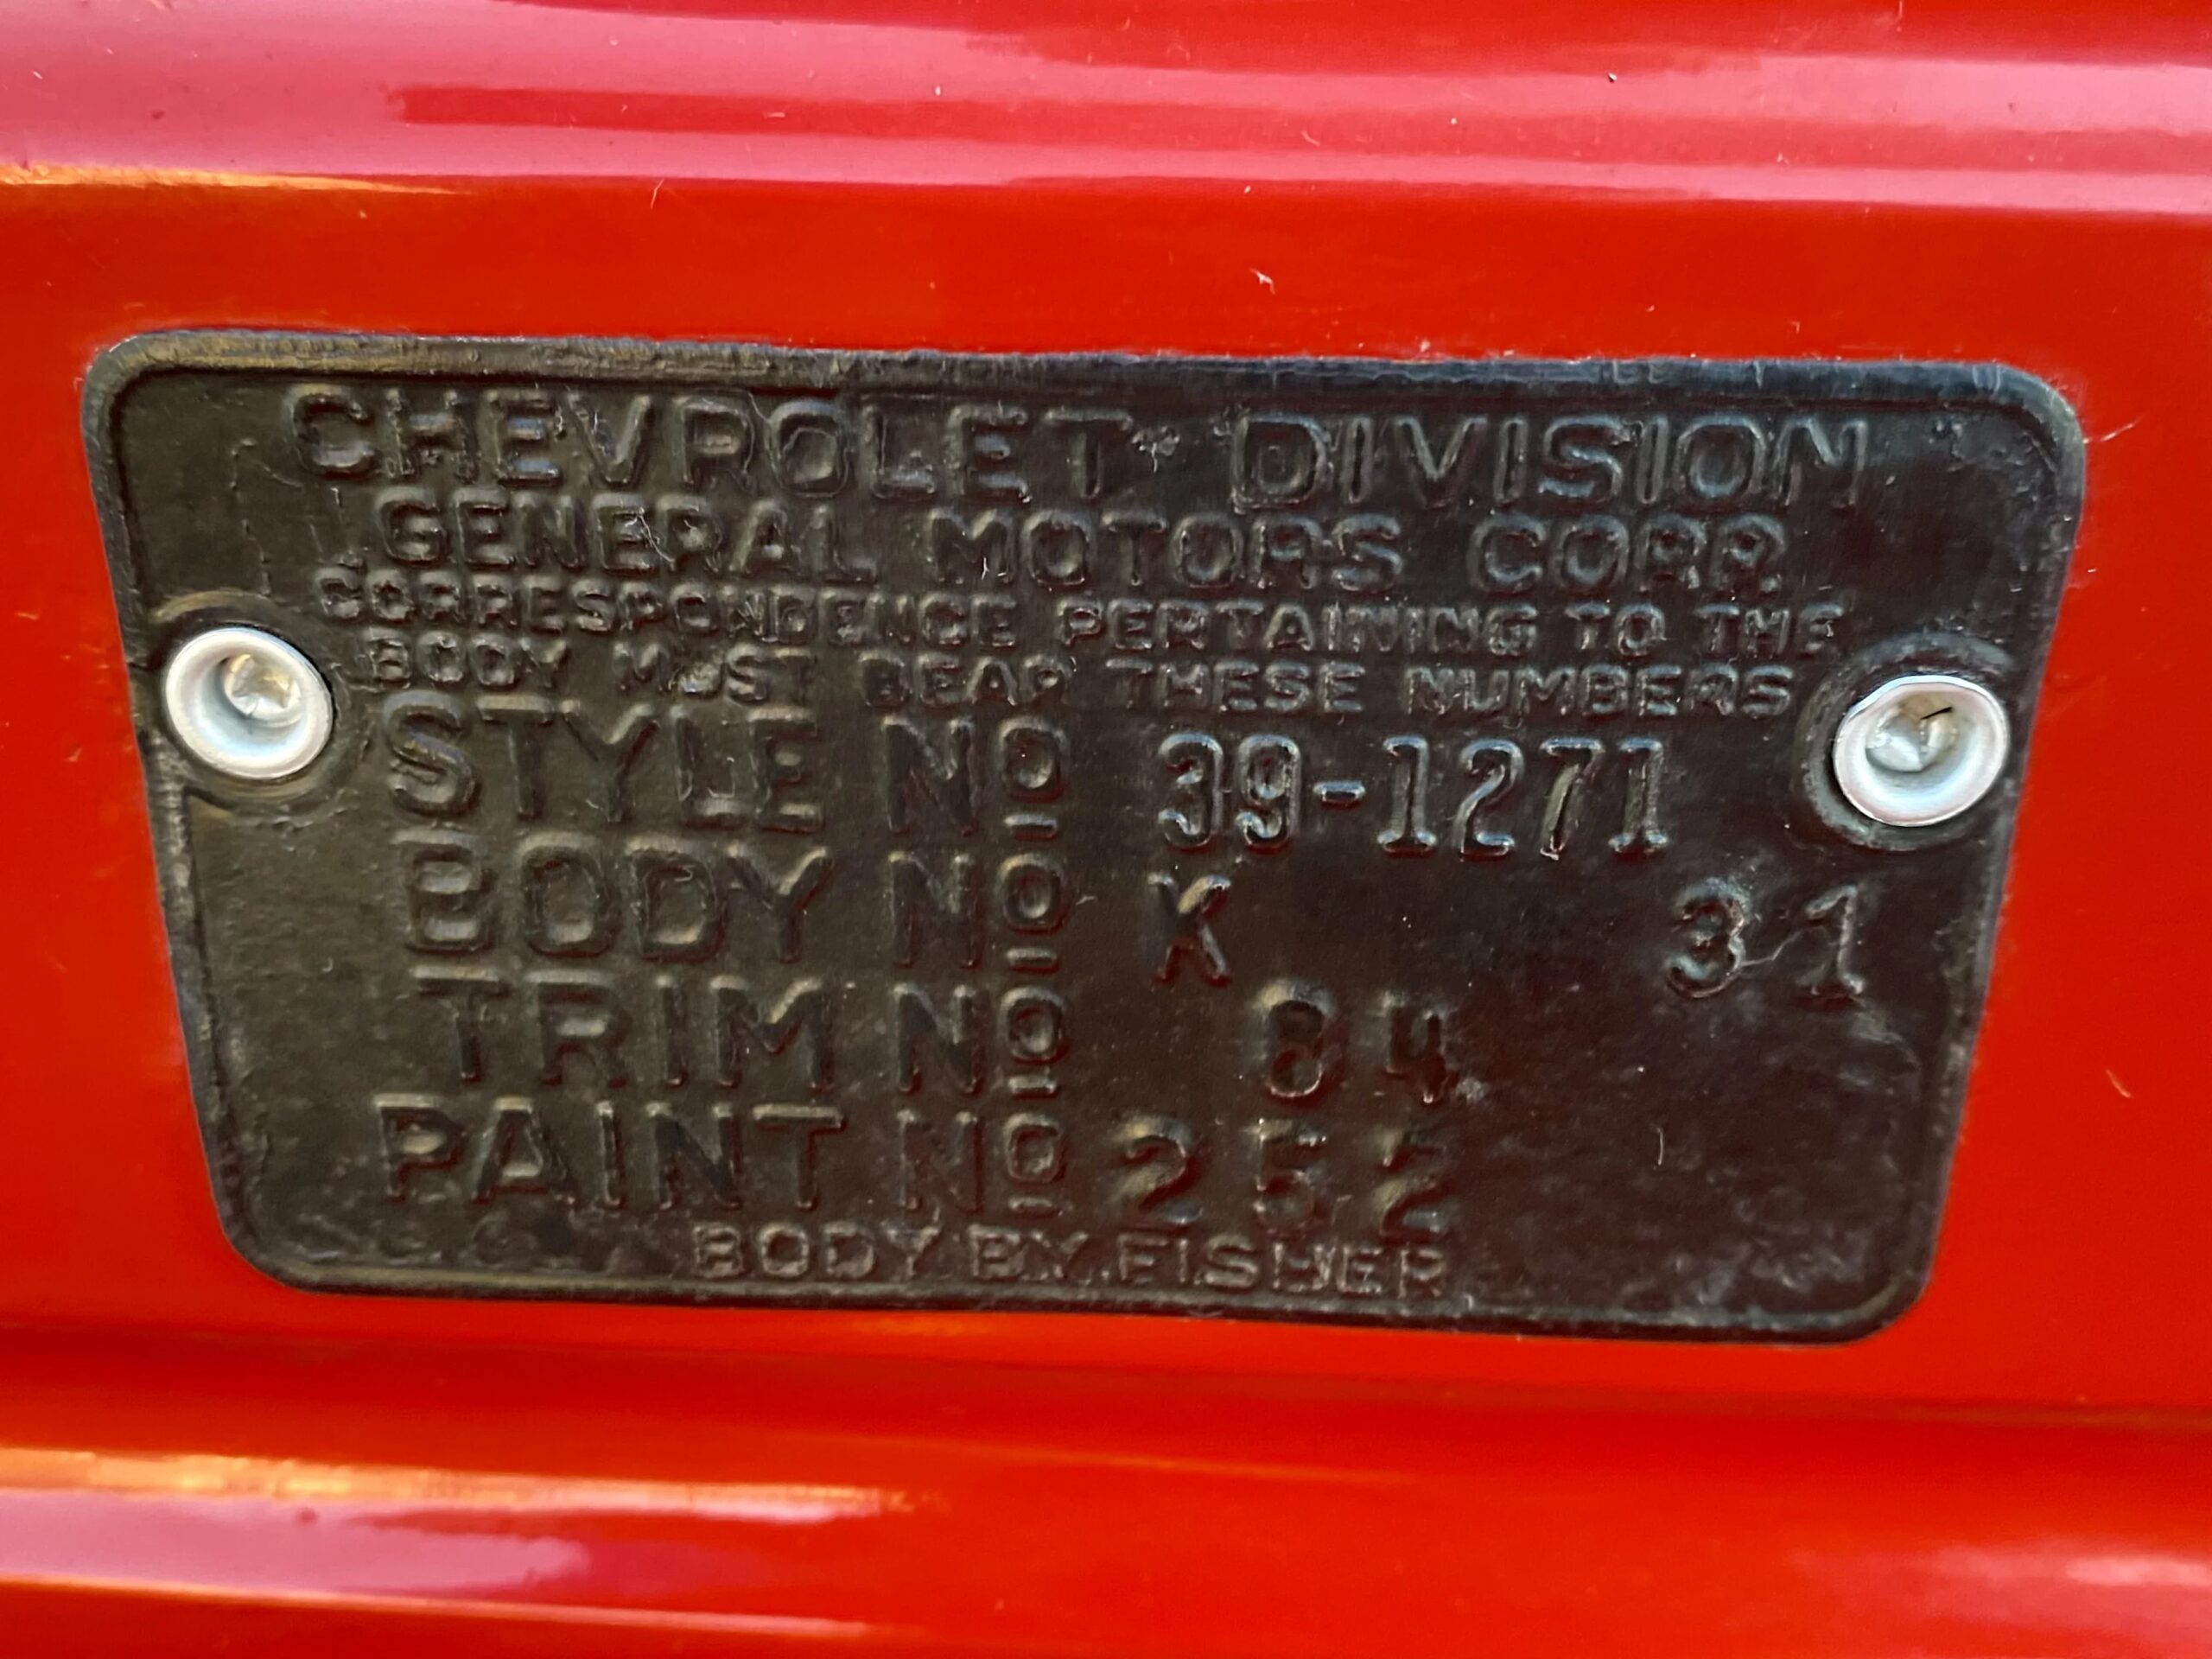 CHEVROLET DIVISION
GENERAL MOTORS CORP.
CORRESPONDENCE PERTAINING TO THE
BODY MUST BEAR THESE NUMBERS
STYLE No 39-1271
BODY No K 31
TRIM No 84
PAINT No 252
BODY BY FISHER